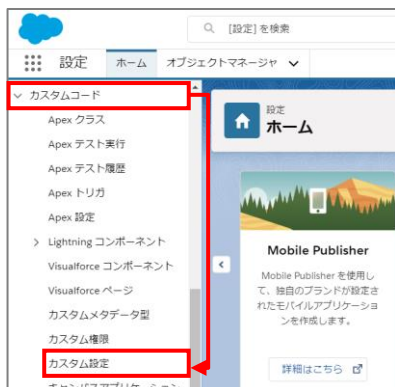 [設定] を検索
設定
ホーム
オブジェクトマネージャ
カスタムコード
Apex クラス
Apex テスト実行
Apex テスト履歴
Apex トリガ
Apex 設定
Lightning コンポーネント
Visualforce コンポーネント
Visualforce ページ
カスタムメタデータ型
カスタム権限
カスタム設定
設定
ホーム
Mobile Publisher
Mobile Publisher を使用し
て、独自のブランドが設定さ
れたモバイルアプリケーショ
ンを作成します。
詳細はこちら